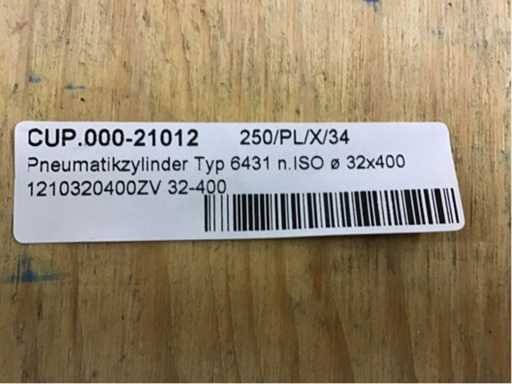 CUP.000-21012 250/PL/X/34
Pneumatikzylinder Typ 6431 n.ISO ø 32x400
1210320400ZV 32-400